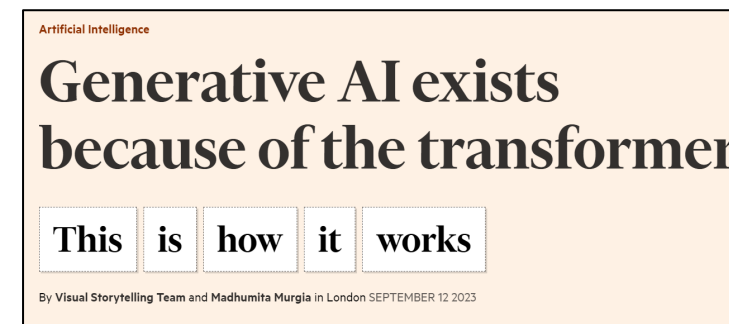 Artificial Intelligence
Generative AI exists
because of the transformer
This is how it works
By Visual Storytelling Team and Madhumita Murgia in London SEPTEMBER 12 2023